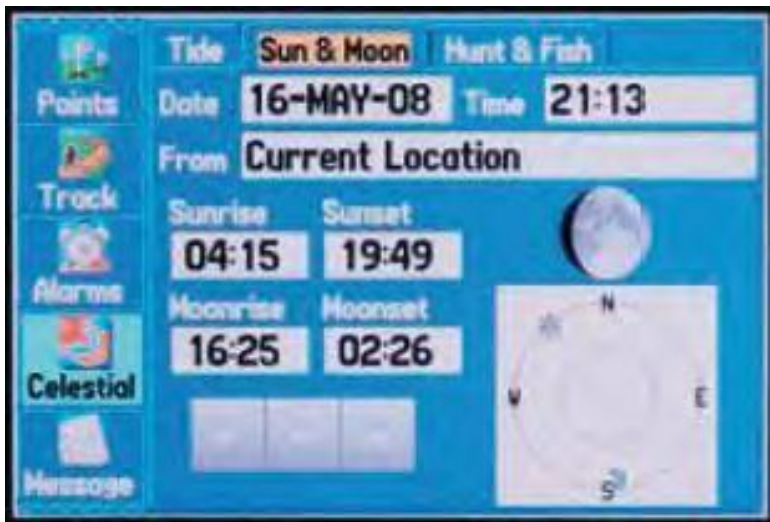 Points
Track
Alarms
Celestial
Message
Tide Sun & Moon Hunt & Fish
Date 16-MAY-08 Time 21:13
From Current Location
Sunrise Sunset
04:15 19:49
Moonrise Moonset
16:25 02:26
N
W E
S